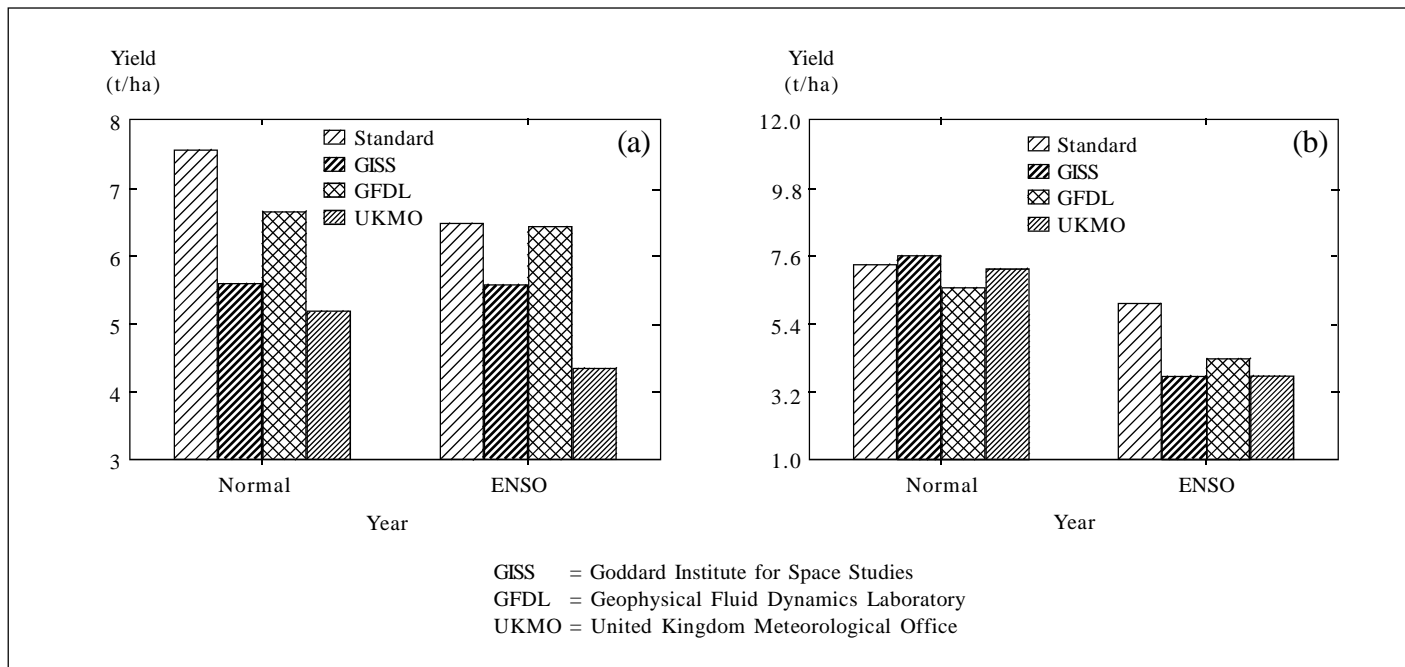 Yield
(t/ha)
8
7
6
5
4
3
(a)
Standard
GISS
GFDL
UKMO
Normal
ENSO
Year
Yield
(t/ha)
12.0
9.8
7.6
5.4
3.2
1.0
(b)
Standard
GISS
GFDL
UKMO
Normal
ENSO
Year
GISS = Goddard Institute for Space Studies
GFDL = Geophysical Fluid Dynamics Laboratory
UKMO = United Kingdom Meteorological Office